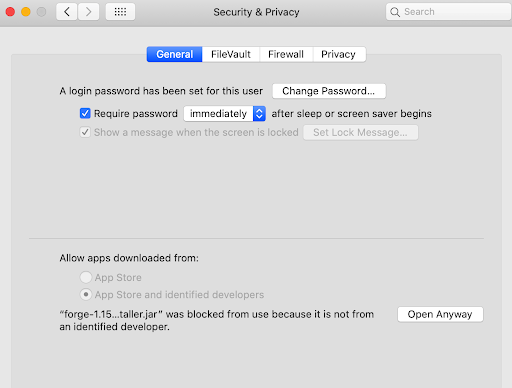 Security & Privacy
Search
General FileVault Firewall Privacy
A login password has been set for this user Change Password...
Require password immediately after sleep or screen saver begins
Show a message when the screen is locked Set Lock Message...
Allow apps downloaded from:
App Store
App Store and identified developers
“forge-1.15...taller.jar” was blocked from use because it is not from
an identified developer.
Open Anyway